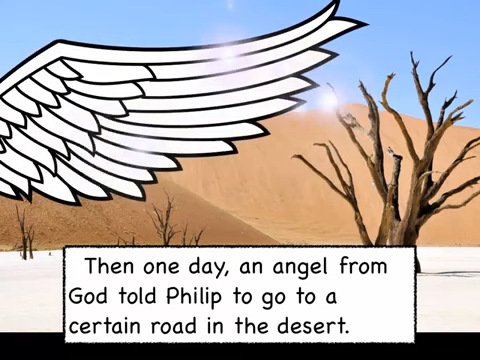 Then one day, an angel from
God told Philip to go to a
certain road in the desert.